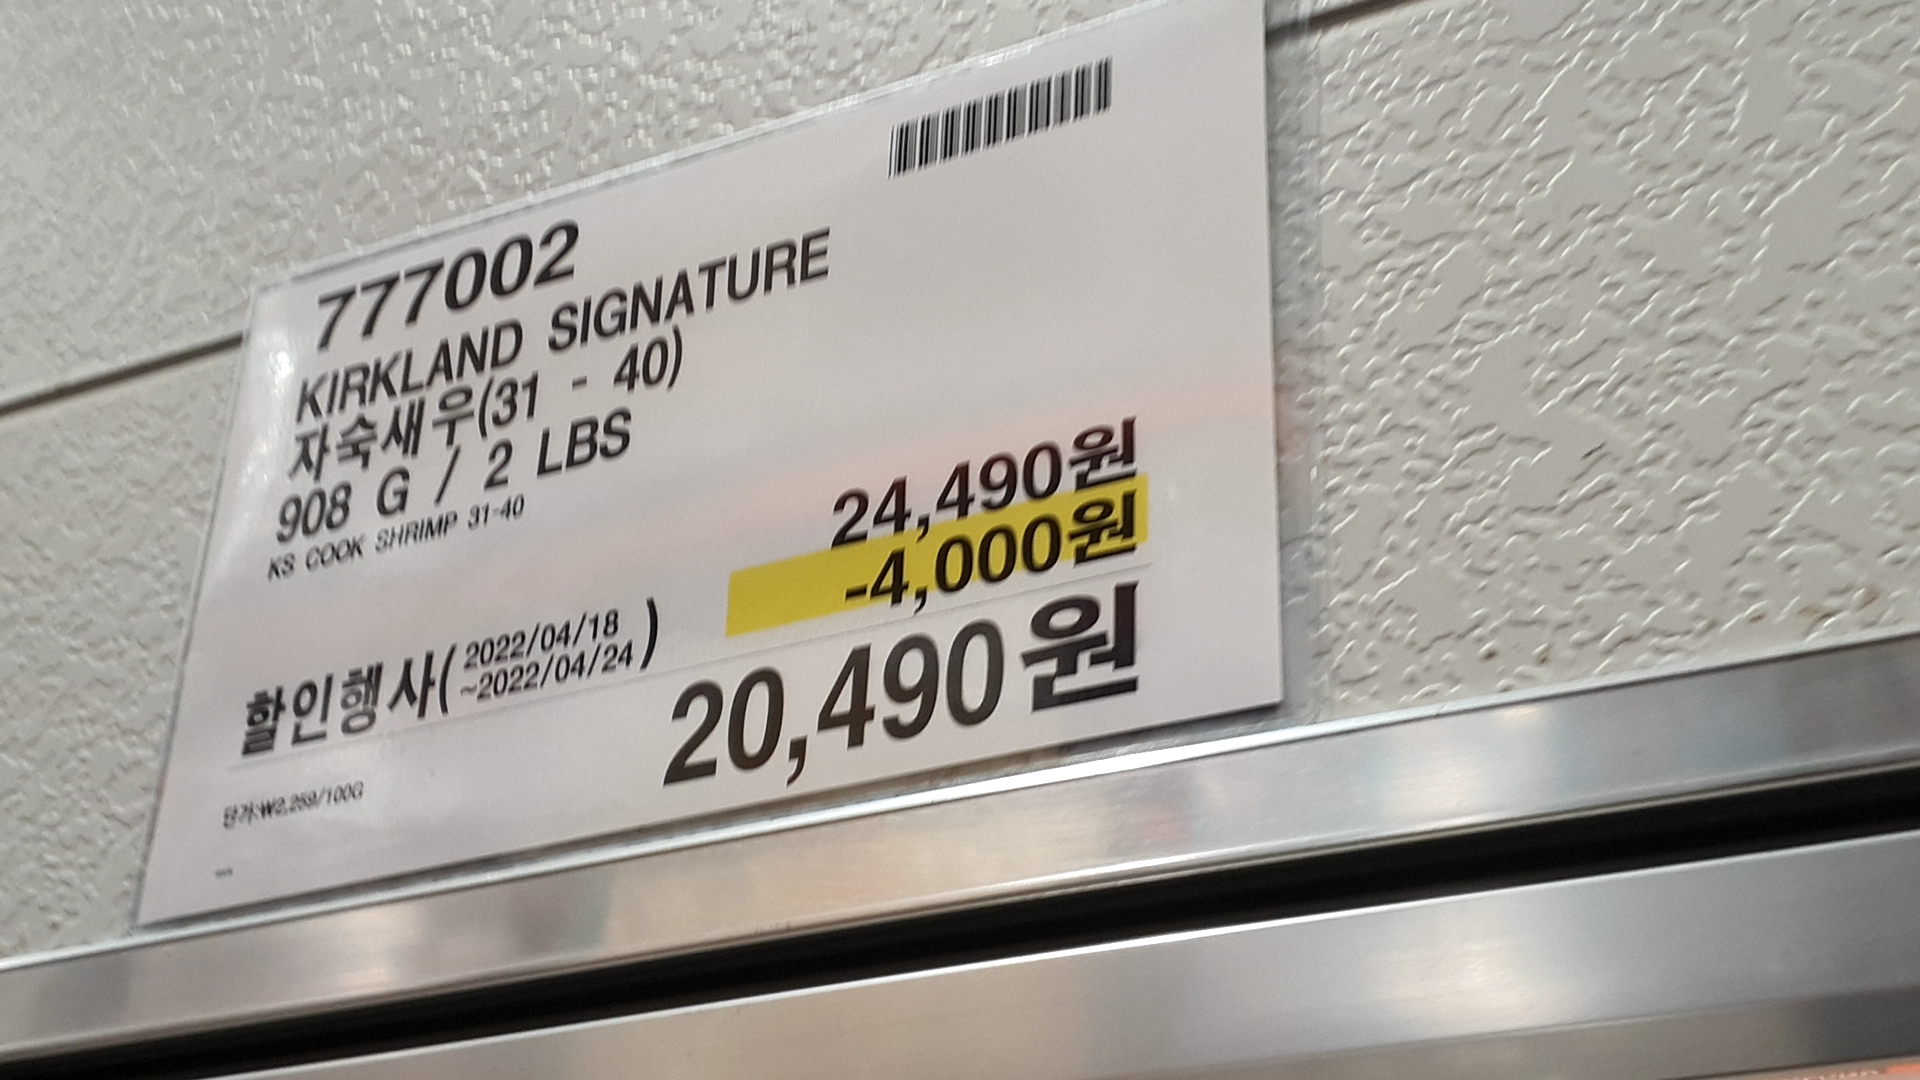 777002
KIRKLAND SIGNATURE
자숙새우(31 - 40)
908 G / 2 LBS
KS COOK SHRIMP 31-40
24,490원
-4,000원
할인행사(2022/04/18
~2022/04/24)
20,490원
단가:₩2,259/100G